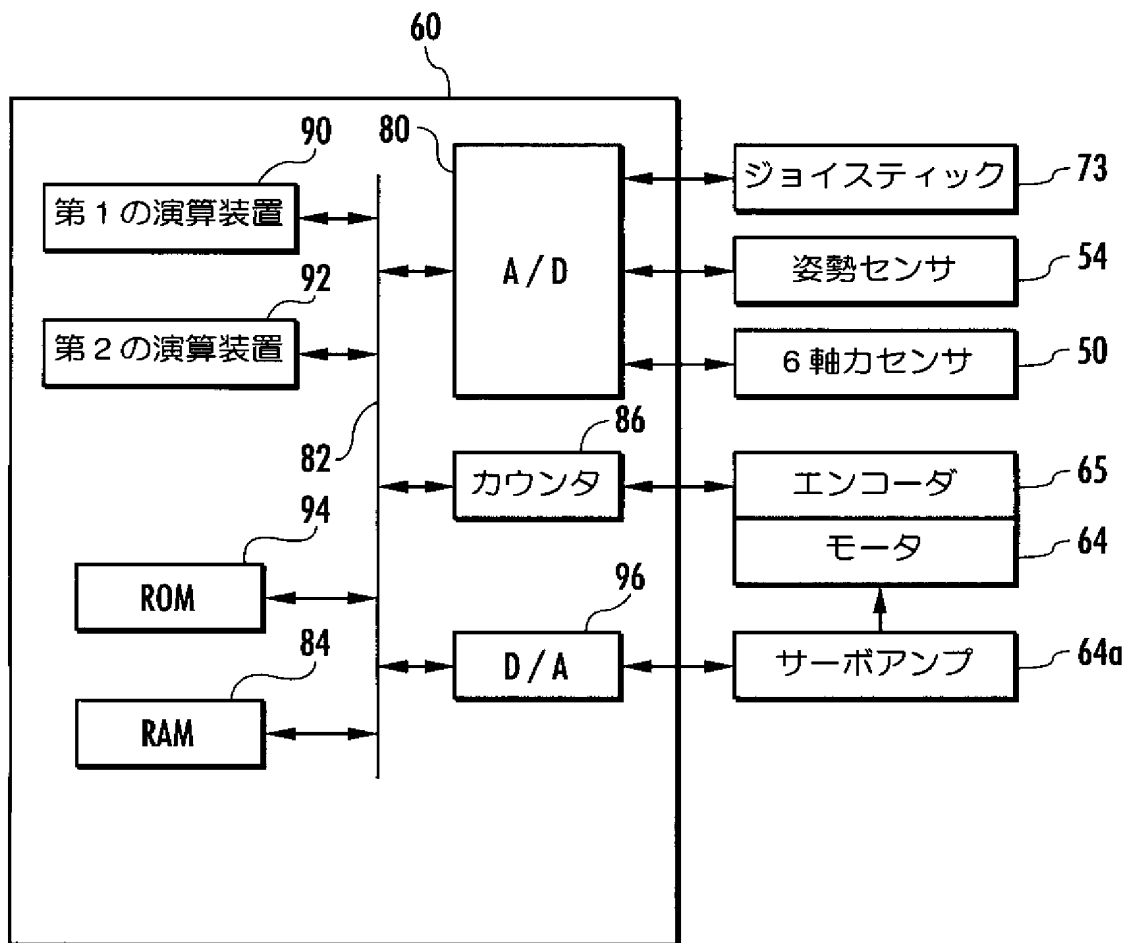 60
90
80
第1の演算装置
ジョイスティック
73
A/D
姿勢センサ
54
92
第2の演算装置
6軸力センサ
50
82
86
カウンタ
エンコーダ
65
94
モータ
64
ROM
96
84
D/A
サーボアンプ
64a
RAM